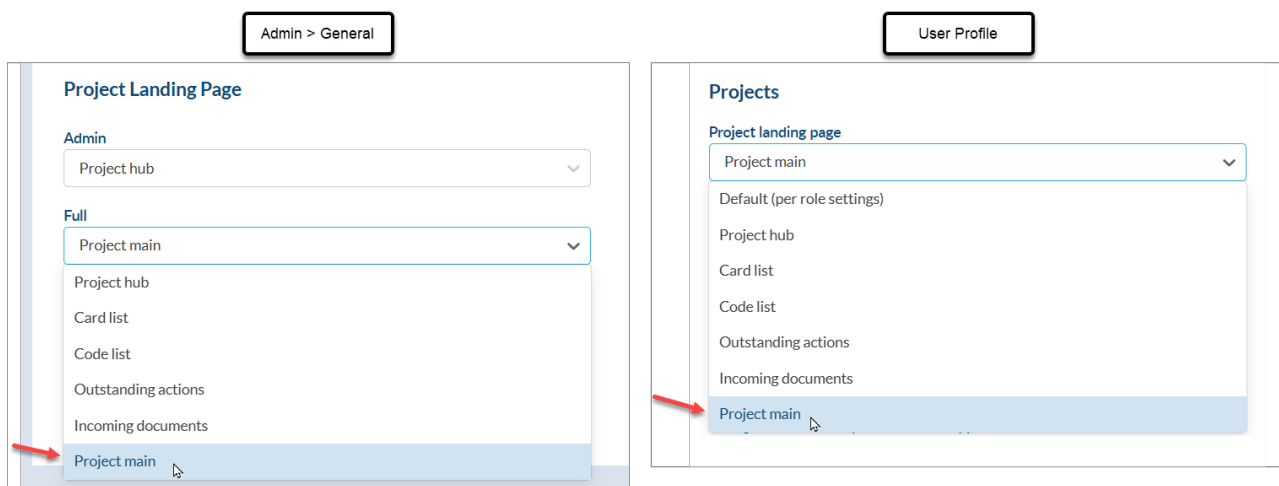 Admin > General
Project Landing Page
Admin
Project hub
Full
Project main
Project hub
Card list
Code list
Outstanding actions
Incoming documents
Project main
User Profile
Projects
Project landing page
Project main
Default (per role settings)
Project hub
Card list
Code list
Outstanding actions
Incoming documents
Project main